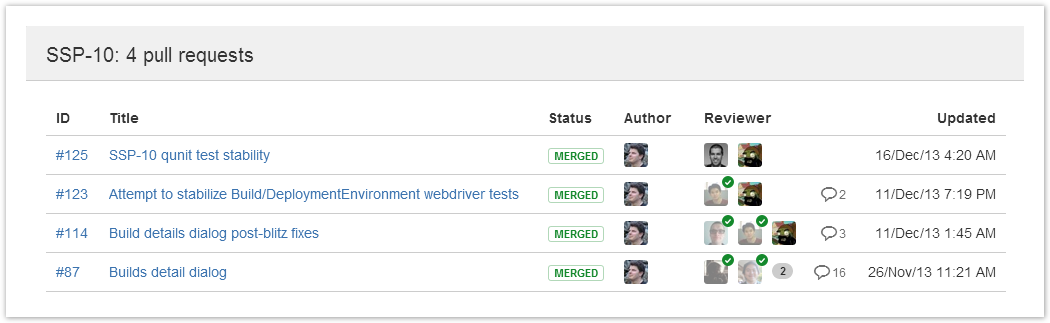 SSP-10: 4 pull requests
ID Title Status Author Reviewer Updated
#125 SSP-10 qunit test stability MERGED 16/Dec/13 4:20 AM
#123 Attempt to stabilize Build/DeploymentEnvironment webdriver tests MERGED 2 11/Dec/13 7:19 PM
#114 Build details dialog post-blitz fixes MERGED 3 11/Dec/13 1:45 AM
#87 Builds detail dialog MERGED 2 16 26/Nov/13 11:21 AM